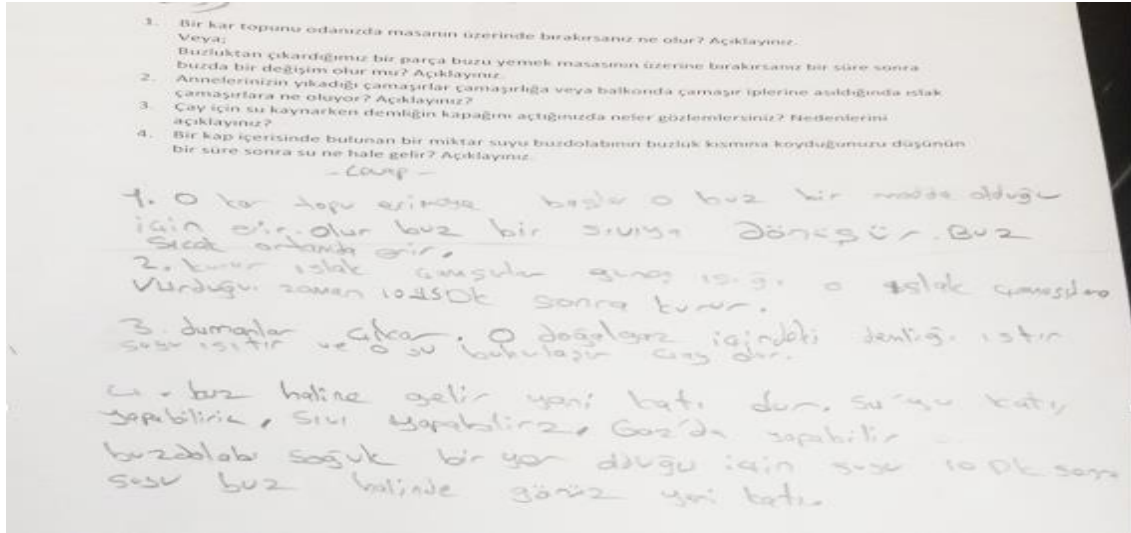 1. Bir kar topunu odanızda masanın üzerinde bırakırsanız ne olur? Açıklayınız.
Veya;
Buzluktan çıkardığımız bir parça buzu yemek masasının üzerine bırakırsanız bir süre sonra
buzda bir değişim olur mu? Açıklayınız.
2. Annelerinizin yıkadığı çamaşırlar çamaşırlığa veya balkonda çamaşır iplerine asıldığında ıslak
çamaşırlara ne oluyor? Açıklayınız?
3. Çay için su kaynarken demliğin kapağını açtığınızda neler gözlemlersiniz? Nedenlerini
açıklayınız?
4. Bir kap içerisinde bulunan bir miktar suyu buzdolabının buzluk kısmına koyduğunuzu düşünün
bir süre sonra su ne hale gelir? Açıklayınız.
- Cevap -
1. O kar topu erimeye başlar o buz bir madde olduğu
için erir. olur buz bir sıvıya Dönüşür. Buz
Sıcak ortamda erir.
2. kurur ıslak güneş ışığı o ıslak
Vurduğu zaman sonra kurur.
3. dumanlar çıkar. O doğalgaz içindeki demliği ısıtır
suyu ısıtır ve o su çay olur.
4. buz haline gelir yani katı dur. su'yu katı,
yapabiliriz, Sıvı yapabiliriz, Gaz'da yapabilir
buzdolabı soğuk bir yer olduğu için suyu 10 Dk sonra
suyu buz halinde görürüz yani katı.